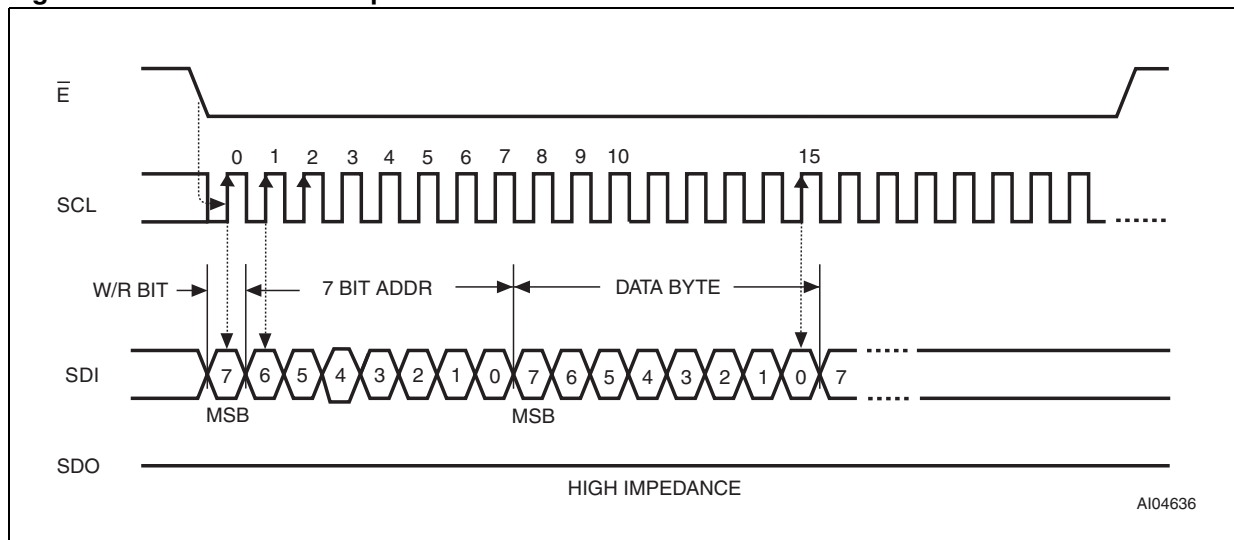 E
0 1 2 3 4 5 6 7 8 9 10 15
SCL
W/R BIT 7 BIT ADDR DATA BYTE
SDI 7 6 5 4 3 2 1 0 7 6 5 4 3 2 1 0 7
MSB MSB
SDO
HIGH IMPEDANCE
AI04636